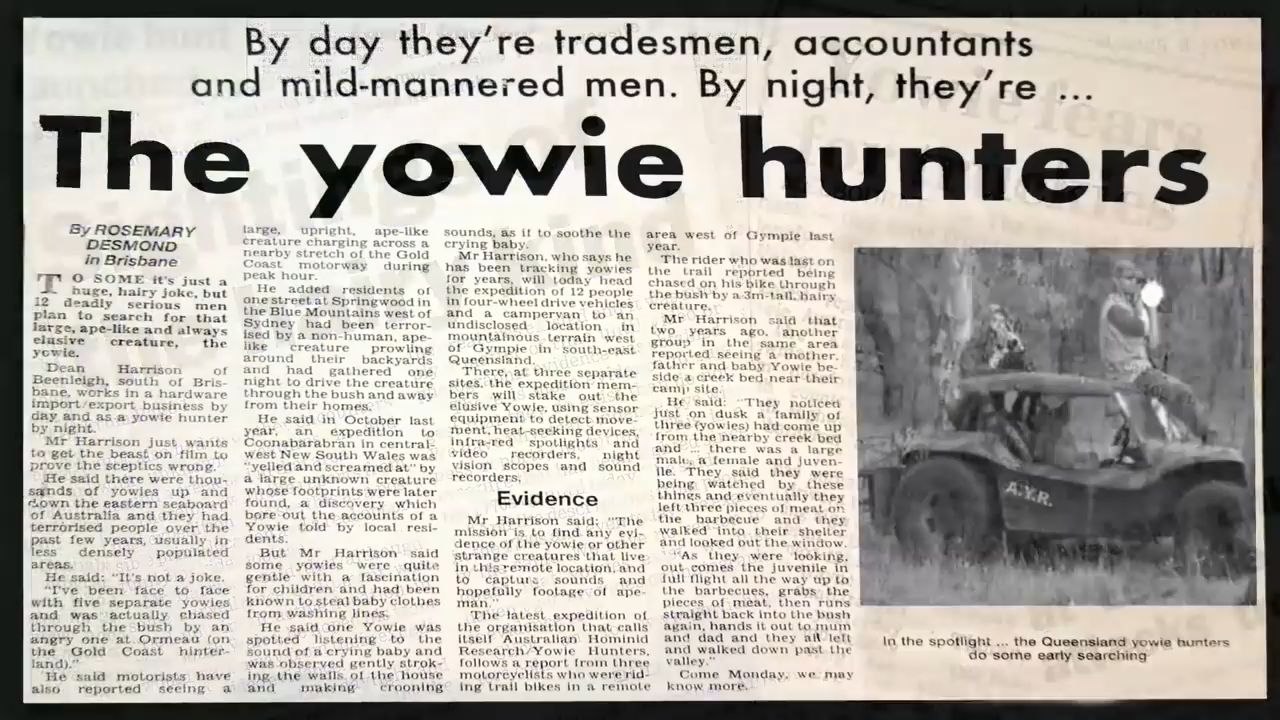 By day they're tradesmen, accountants
and mild-mannered men. By night, they're ...
The yowie hunters
By ROSEMARY
DESMOND
in Brisbane
TO SOME it's just a
huge, hairy joke, but
12 deadly serious men
plan to search for that
large, ape-like and always
elusive creature, the
yowie.
Dean Harrison of
Beenleigh, south of Bris-
bane, works in a hardware
import/export business by
day and as a yowie hunter
by night.
Mr Harrison just wants
to get the beast on film to
prove the sceptics wrong.
He said there were thou-
sands of yowies up and
down the eastern seaboard
of Australia and they had
terrorised people over the
past few years, usually in
less densely populated
areas.
He said: "It's not a joke.
"I've been face to face
with five separate yowies
and was actually chased
through the bush by an
angry one at Ormeau (on
the Gold Coast hinter-
land)."
He said motorists have
also reported seeing a
large, upright, ape-like
creature charging across a
nearby stretch of the Gold
Coast motorway during
peak hour.
He added residents of
one street at Springwood in
the Blue Mountains west of
Sydney had been terror-
ised by a non-human, ape-
like creature prowling
around their backyards
and had gathered one
night to drive the creature
through the bush and away
from their homes.
He said in October last
year, an expedition to
Coonabarabran in central-
west New South Wales was
"yelled and screamed at" by
a large unknown creature
whose footprints were later
found, a discovery which
bore out the accounts of a
Yowie told by local resi-
dents.
But Mr Harrison said
some yowies were quite
gentle with a fascination
for children and had been
known to steal baby clothes
from washing lines.
He said one Yowie was
spotted listening to the
sound of a crying baby and
was observed gently strok-
ing the walls of the house
and making crooning
sounds, as if to soothe the
crying baby.
Mr Harrison, who says he
has been tracking yowies
for years, will today head
the expedition of 12 people
in four-wheel drive vehicles
and a campervan to an
undisclosed location in
mountainous terrain west
of Gympie in south-east
Queensland.
There, at three separate
sites, the expedition mem-
bers will stake out the
elusive Yowie, using sensor
equipment to detect move-
ment, heat-seeking devices,
infra-red spotlights and
video recorders, night
vision scopes and sound
recorders.
Evidence
Mr Harrison said: "The
mission is to find any evi-
dence of the yowie or other
strange creatures that live
in this remote location, and
to capture sounds and
hopefully footage of ape-
man."
The latest expedition of
the organisation that calls
itself Australian Hominid
Research/Yowie Hunters,
follows a report from three
motorcyclists who were rid-
ing trail bikes in a remote
area west of Gympie last
year.
The rider who was last on
the trail reported being
chased on his bike through
the bush by a 3m-tall, hairy
creature.
Mr Harrison said that
two years ago, another
group in the same area
reported seeing a mother,
father and baby Yowie be-
side a creek bed near their
camp site.
He said: "They noticed
just on dusk a family of
three (yowies) had come up
from the nearby creek bed
and ... there was a large
male, a female and juven-
ile. They said they were
being watched by these
things and eventually they
left three pieces of meat on
the barbecue and they
walked into their shelter
and looked out the window.
"As they were looking,
out comes the juvenile in
full flight all the way up to
the barbecues, grabs the
pieces of meat, then runs
straight back into the bush
again, hands it out to mum
and dad and they all left
and walked down past the
valley."
Come Monday, we may
know more.
A.Y.R.
In the spotlight ... the Queensland yowie hunters
do some early searching